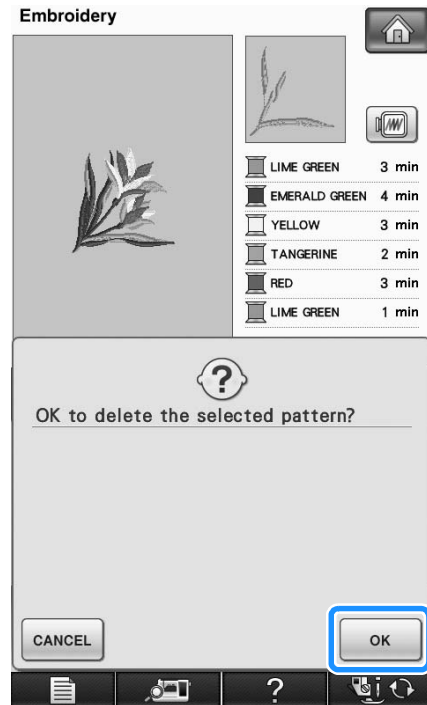 Embroidery
LIME GREEN 3 min
EMERALD GREEN 4 min
YELLOW 3 min
TANGERINE 2 min
RED 3 min
LIME GREEN 1 min
?
OK to delete the selected pattern?
CANCEL OK
?